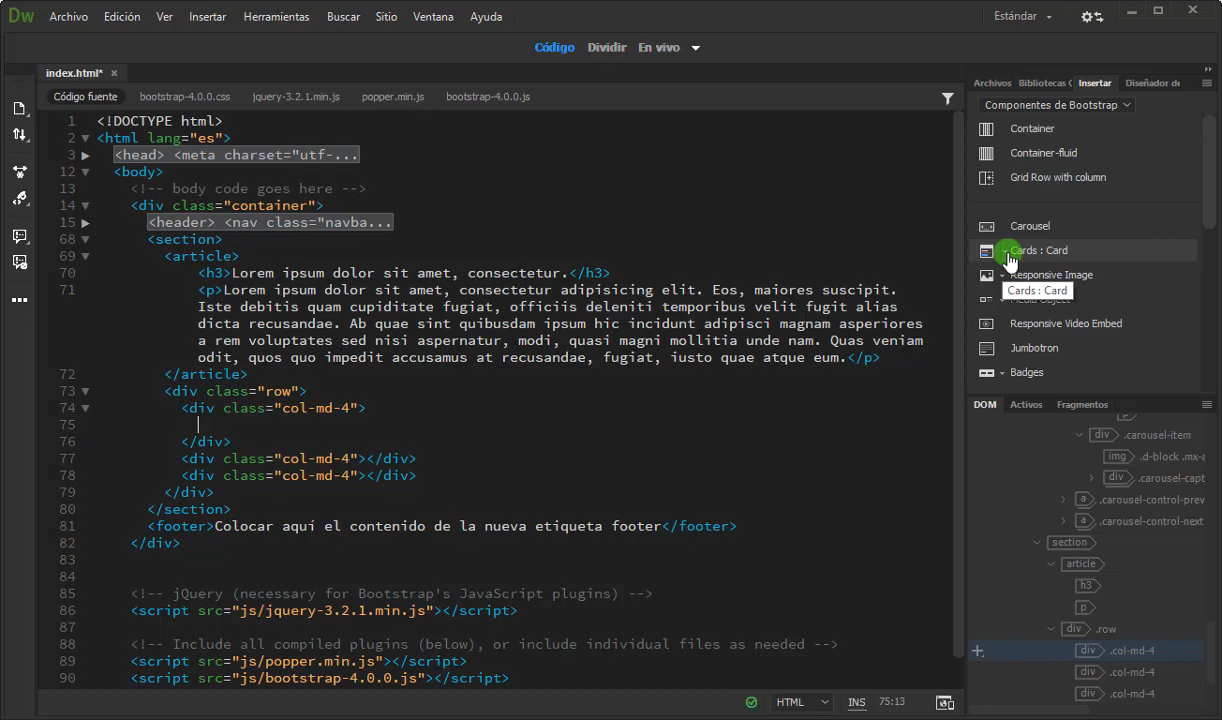 Dw Archivo Edición Ver Insertar Herramientas Buscar Sitio Ventana Ayuda Estándar
Código Dividir En vivo
index.html*
Código fuente bootstrap-4.0.0.css jquery-3.2.1.min.js popper.min.js bootstrap-4.0.0.js
1 <!DOCTYPE html>
2 <html lang="es">
3 <head> <meta charset="utf-...
12 <body>
13 <!-- body code goes here -->
14 <div class="container">
15 <header> <nav class="navba...
68 <section>
69 <article>
70 <h3>Lorem ipsum dolor sit amet, consectetur.</h3>
71 <p>Lorem ipsum dolor sit amet, consectetur adipisicing elit. Eos, maiores suscipit.
Iste debitis quam cupiditate fugiat, officiis deleniti temporibus velit fugit alias
dicta recusandae. Ab quae sint quibusdam ipsum hic incidunt adipisci magnam asperiores
a rem voluptates sed nisi aspernatur, modi, quasi magni mollitia unde nam. Quas veniam
odit, quos quo impedit accusamus at recusandae, fugiat, iusto quae atque eum.</p>
72 </article>
73 <div class="row">
74 <div class="col-md-4">
75
76 </div>
77 <div class="col-md-4"></div>
78 <div class="col-md-4"></div>
79 </div>
80 </section>
81 <footer>Colocar aquí el contenido de la nueva etiqueta footer</footer>
82 </div>
83
84
85 <!-- jQuery (necessary for Bootstrap's JavaScript plugins) -->
86 <script src="js/jquery-3.2.1.min.js"></script>
87
88 <!-- Include all compiled plugins (below), or include individual files as needed -->
89 <script src="js/popper.min.js"></script>
90 <script src="js/bootstrap-4.0.0.js"></script>
HTML INS 75:13
Archivos Bibliotecas C Insertar Diseñador de
Componentes de Bootstrap
Container
Container-fluid
Grid Row with column
Carousel
Cards : Card
Responsive Image
Cards : Card
Media Object
Responsive Video Embed
Jumbotron
Badges
DOM Activos Fragmentos
p
div .carousel-item
img .d-block .mx-a
div .carousel-capt
a .carousel-control-prev
a .carousel-control-next
section
article
h3
p
div .row
div .col-md-4
div .col-md-4
div .col-md-4